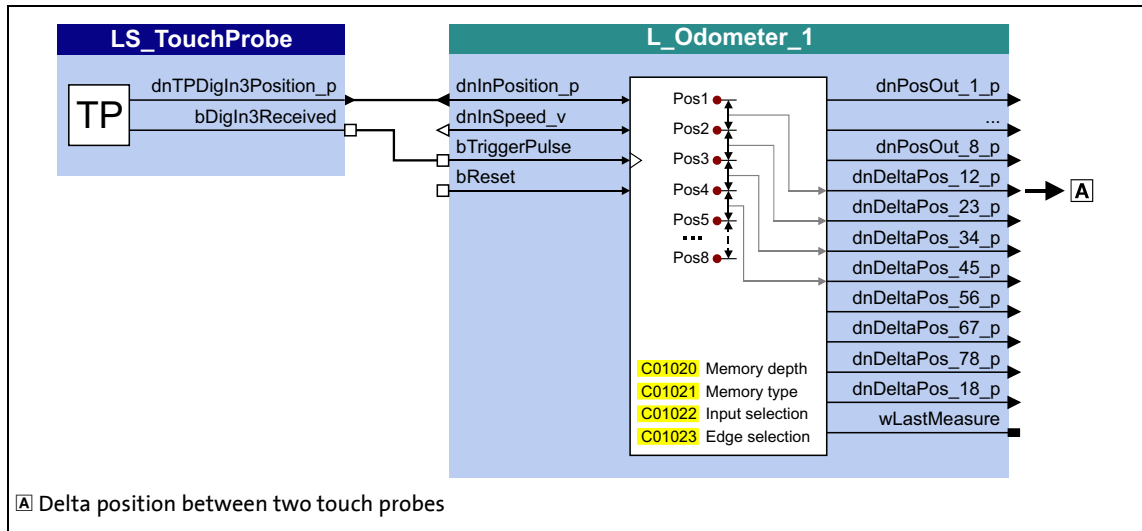 LS_TouchProbe
TP
dnTPDigIn3Position_p
bDigIn3Received
L_Odometer_1
dnInPosition_p
dnInSpeed_v
bTriggerPulse
bReset
Pos1
Pos2
Pos3
Pos4
Pos5
...
Pos8
C01020 Memory depth
C01021 Memory type
C01022 Input selection
C01023 Edge selection
dnPosOut_1_p
...
dnPosOut_8_p
dnDeltaPos_12_p
A
dnDeltaPos_23_p
dnDeltaPos_34_p
dnDeltaPos_45_p
dnDeltaPos_56_p
dnDeltaPos_67_p
dnDeltaPos_78_p
dnDeltaPos_18_p
wLastMeasure
A Delta position between two touch probes